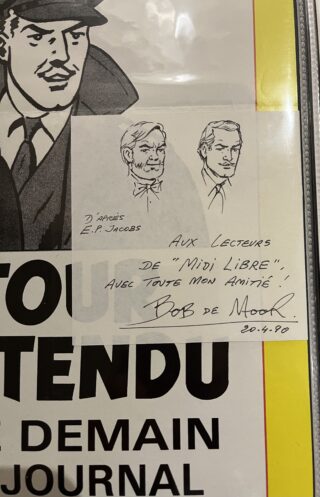 D'APRÈS
E.P. JACOBS
AUX LECTEURS
DE "MIDI LIBRE",
AVEC TOUTE MON AMITIÉ!
BOB DE MOOR.
20-4-90
TOUR
TENDU
E DEMAIN
JOURNAL